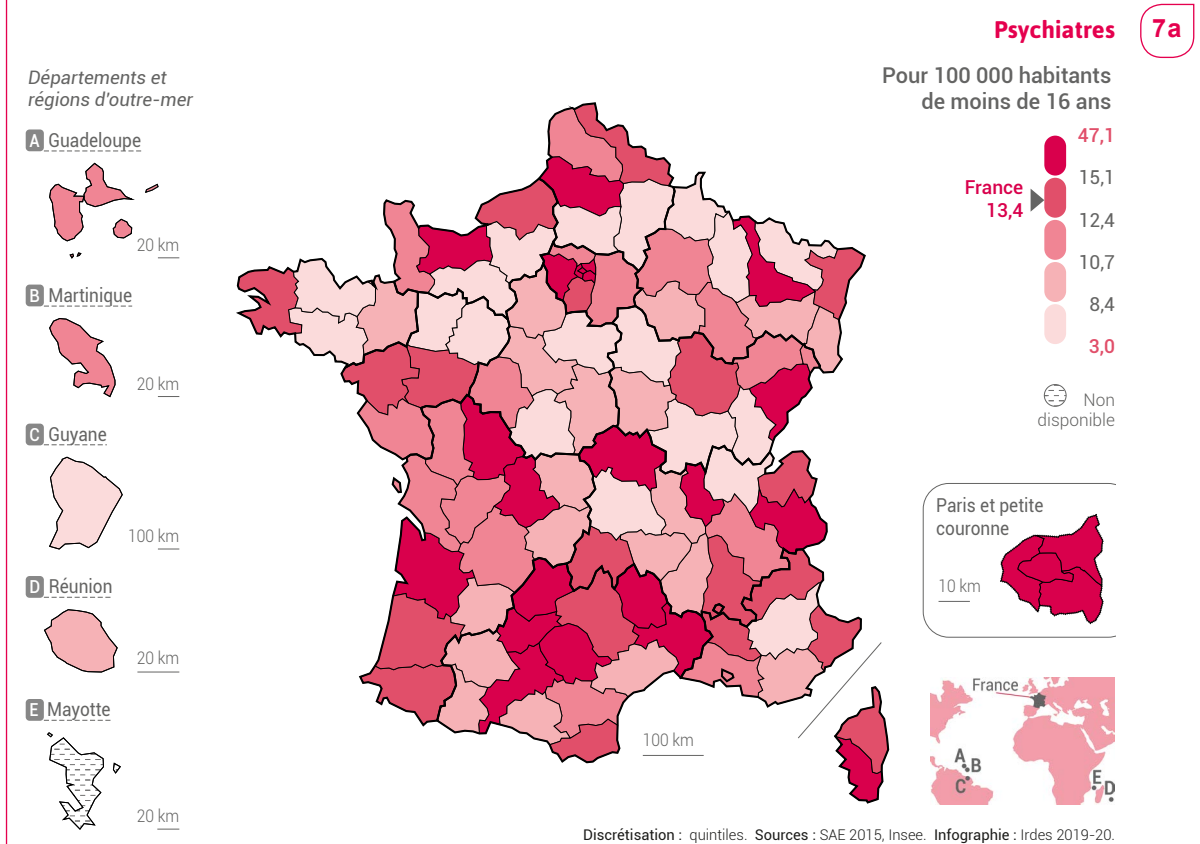 Psychiatres
7a
Pour 100 000 habitants
de moins de 16 ans
47,1
15,1
France
13,4
12,4
10,7
8,4
3,0
Non
disponible
Départements et
régions d'outre-mer
A Guadeloupe
20 km
B Martinique
20 km
C Guyane
100 km
D Réunion
20 km
E Mayotte
20 km
100 km
Paris et petite
couronne
10 km
France
A
B
C
E
D
Discrétisation : quintiles. Sources : SAE 2015, Insee. Infographie : Irdes 2019-20.